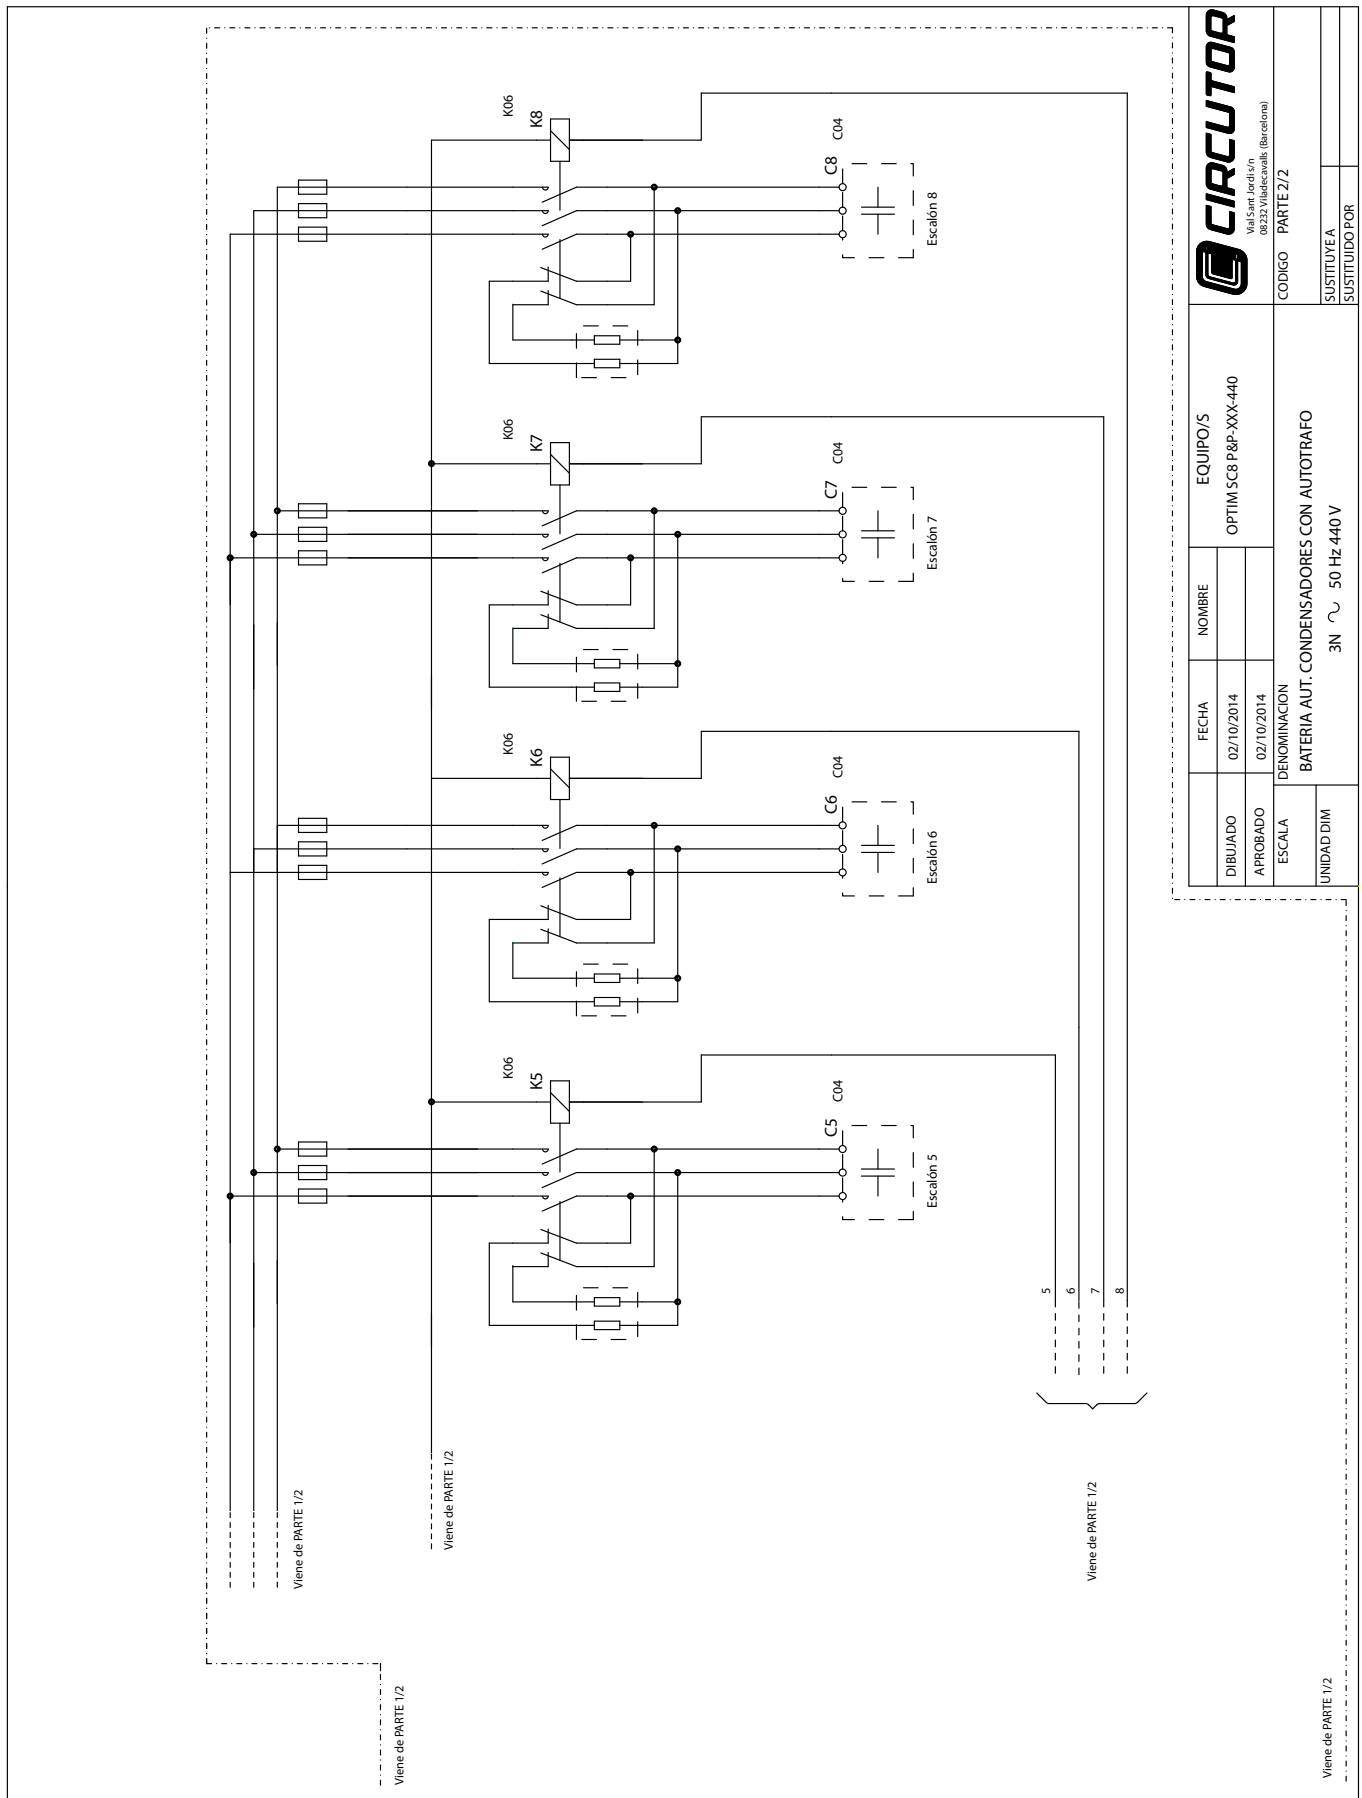 K06
K8
C8
C04
Escalón 8
K06
K7
C7
C04
Escalón 7
K06
K6
C6
C04
Escalón 6
K06
K5
C5
C04
Escalón 5
5
6
7
8
Viene de PARTE 1/2
Viene de PARTE 1/2
Viene de PARTE 1/2
Viene de PARTE 1/2
Viene de PARTE 1/2
FECHA
NOMBRE
EQUIPO/S
DIBUJADO
02/10/2014
OPTIM SC8 P&P-XXX-440
APROBADO
02/10/2014
CIRCUTOR
Vial Sant Jordi s/n
08232 Viladecavalls (Barcelona)
ESCALA
DENOMINACION
BATERIA AUT. CONDENSADORES CON AUTOTRAFO
3N 50 Hz 440 V
CODIGO PARTE 2/2
UNIDAD DIM
SUSTITUYE A
SUSTITUIDO POR